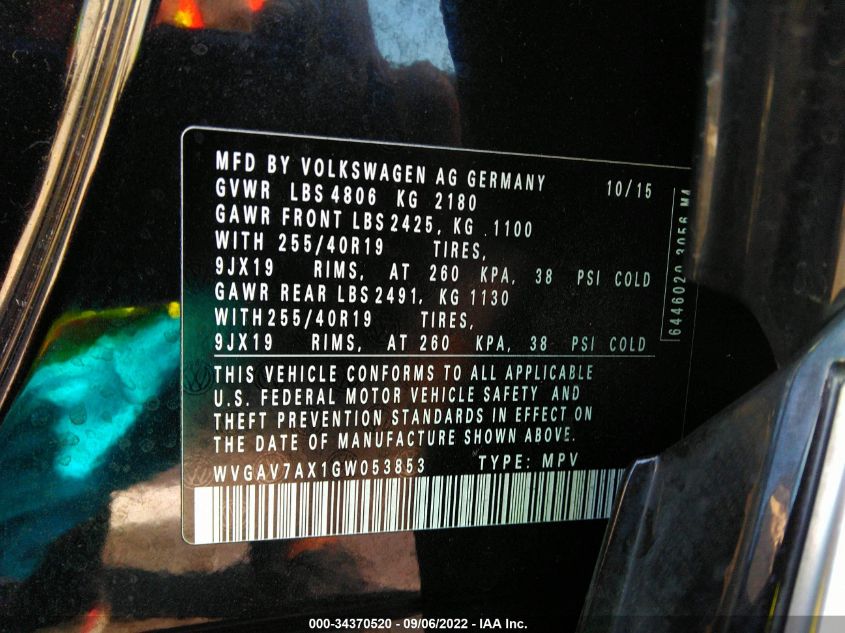 MFD BY VOLKSWAGEN AG GERMANY 10/15
GVWR LBS 4806 KG 2180
GAWR FRONT LBS 2425, KG 1100
WITH 255/40R19 TIRES,
9JX19 RIMS, AT 260 KPA, 38 PSI COLD
GAWR REAR LBS 2491, KG 1130
WITH 255/40R19 TIRES,
9JX19 RIMS, AT 260 KPA, 38 PSI COLD
THIS VEHICLE CONFORMS TO ALL APPLICABLE
U.S. FEDERAL MOTOR VEHICLE SAFETY AND
THEFT PREVENTION STANDARDS IN EFFECT ON
THE DATE OF MANUFACTURE SHOWN ABOVE.
WVGAV7AX1GW053853 TYPE: MPV
6446020
000-34370520 - 09/06/2022 - IAA Inc.